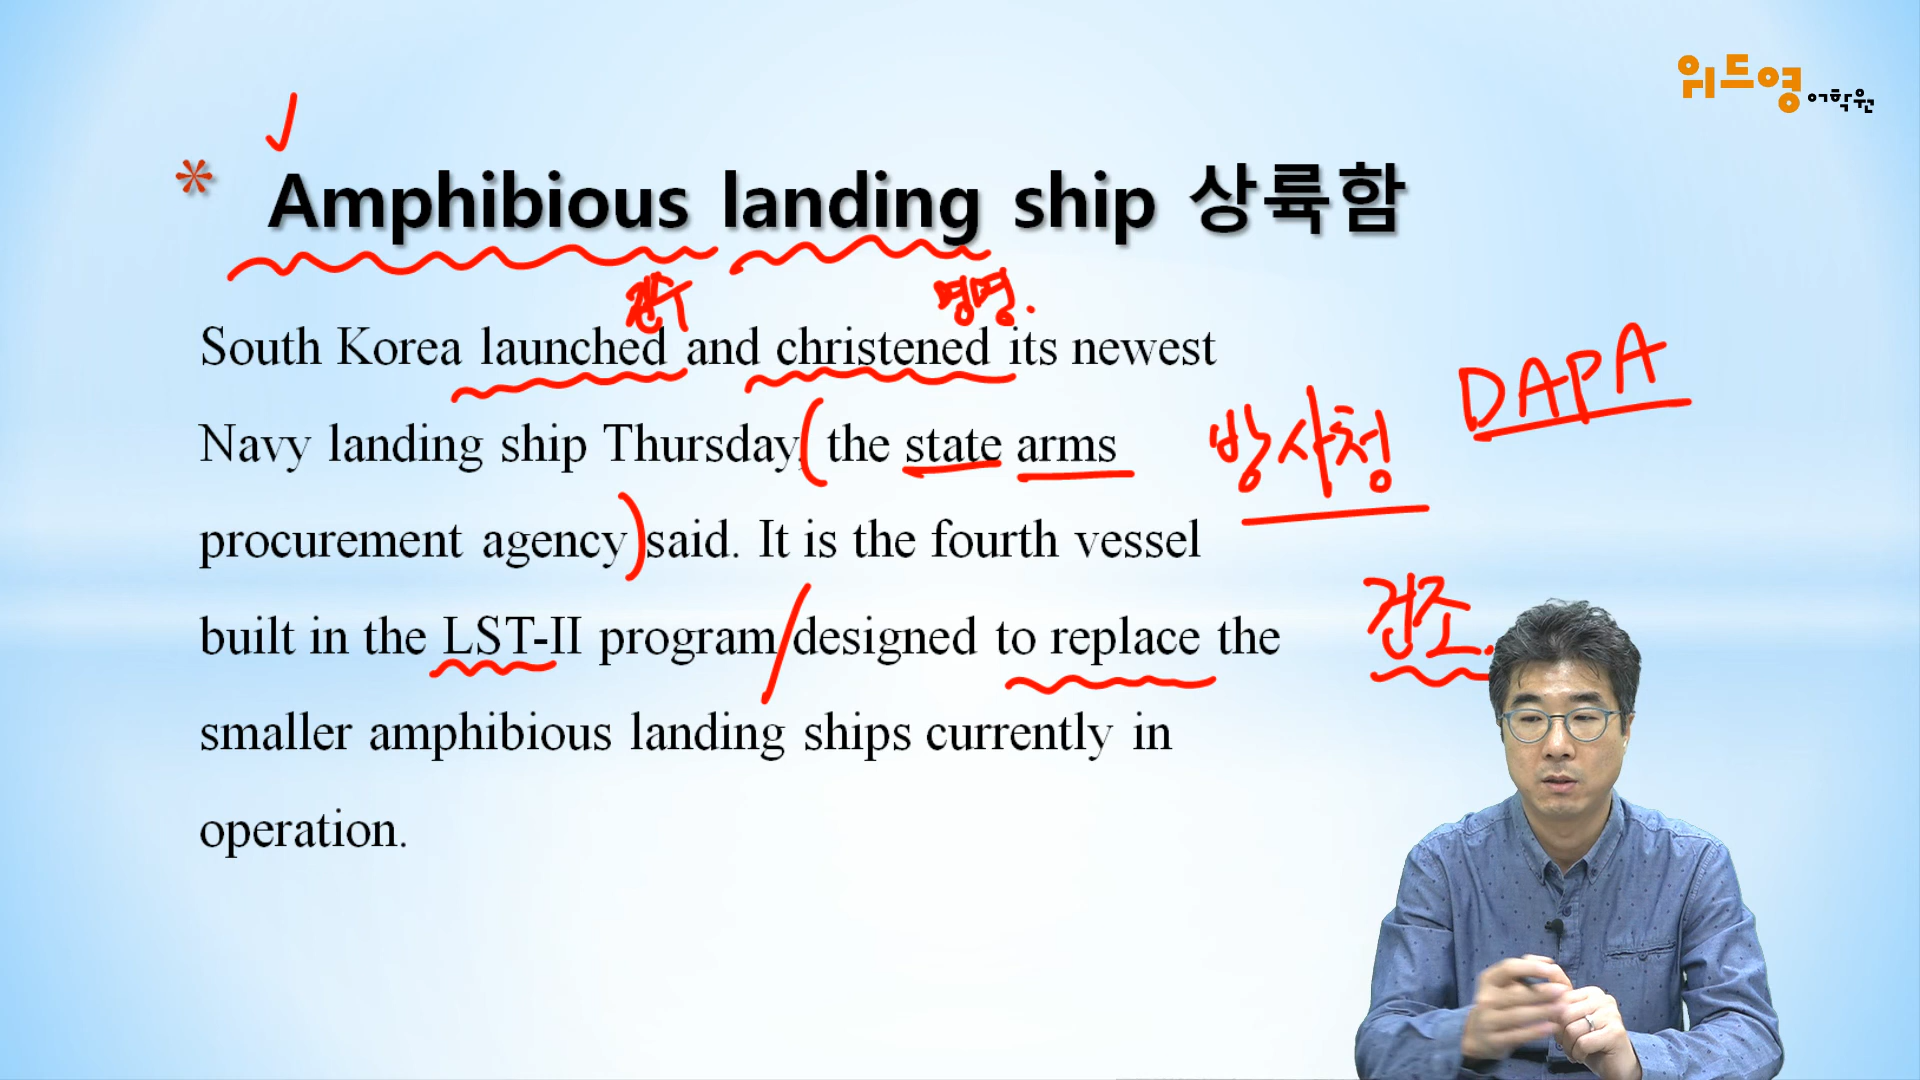 위드영 어학원
* Amphibious landing ship 상륙함
진수 명명.
South Korea launched and christened its newest
Navy landing ship Thursday, the state arms
방사청 DAPA
procurement agency said. It is the fourth vessel
built in the LST-II program designed to replace the
건조.
smaller amphibious landing ships currently in
operation.